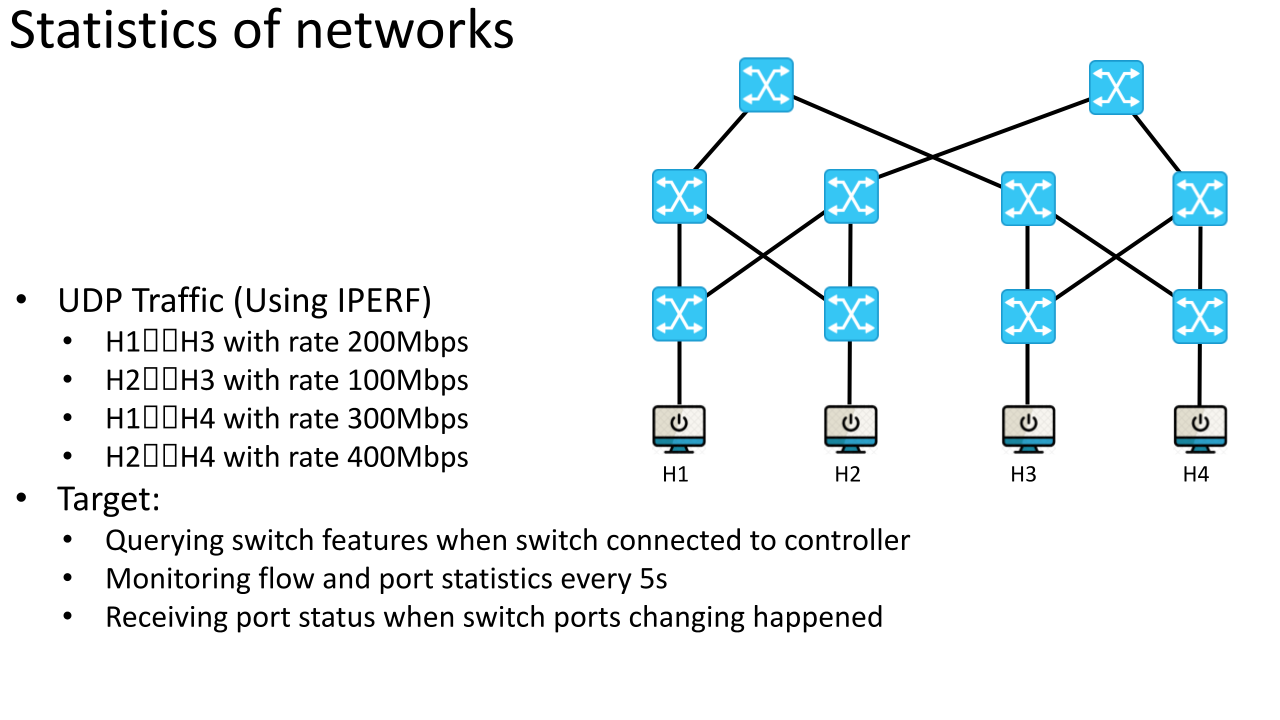 Statistics of networks
• UDP Traffic (Using IPERF)
• H1▯▯H3 with rate 200Mbps
• H2▯▯H3 with rate 100Mbps
• H1▯▯H4 with rate 300Mbps
• H2▯▯H4 with rate 400Mbps
• Target:
• Querying switch features when switch connected to controller
• Monitoring flow and port statistics every 5s
• Receiving port status when switch ports changing happened
H1
H2
H3
H4